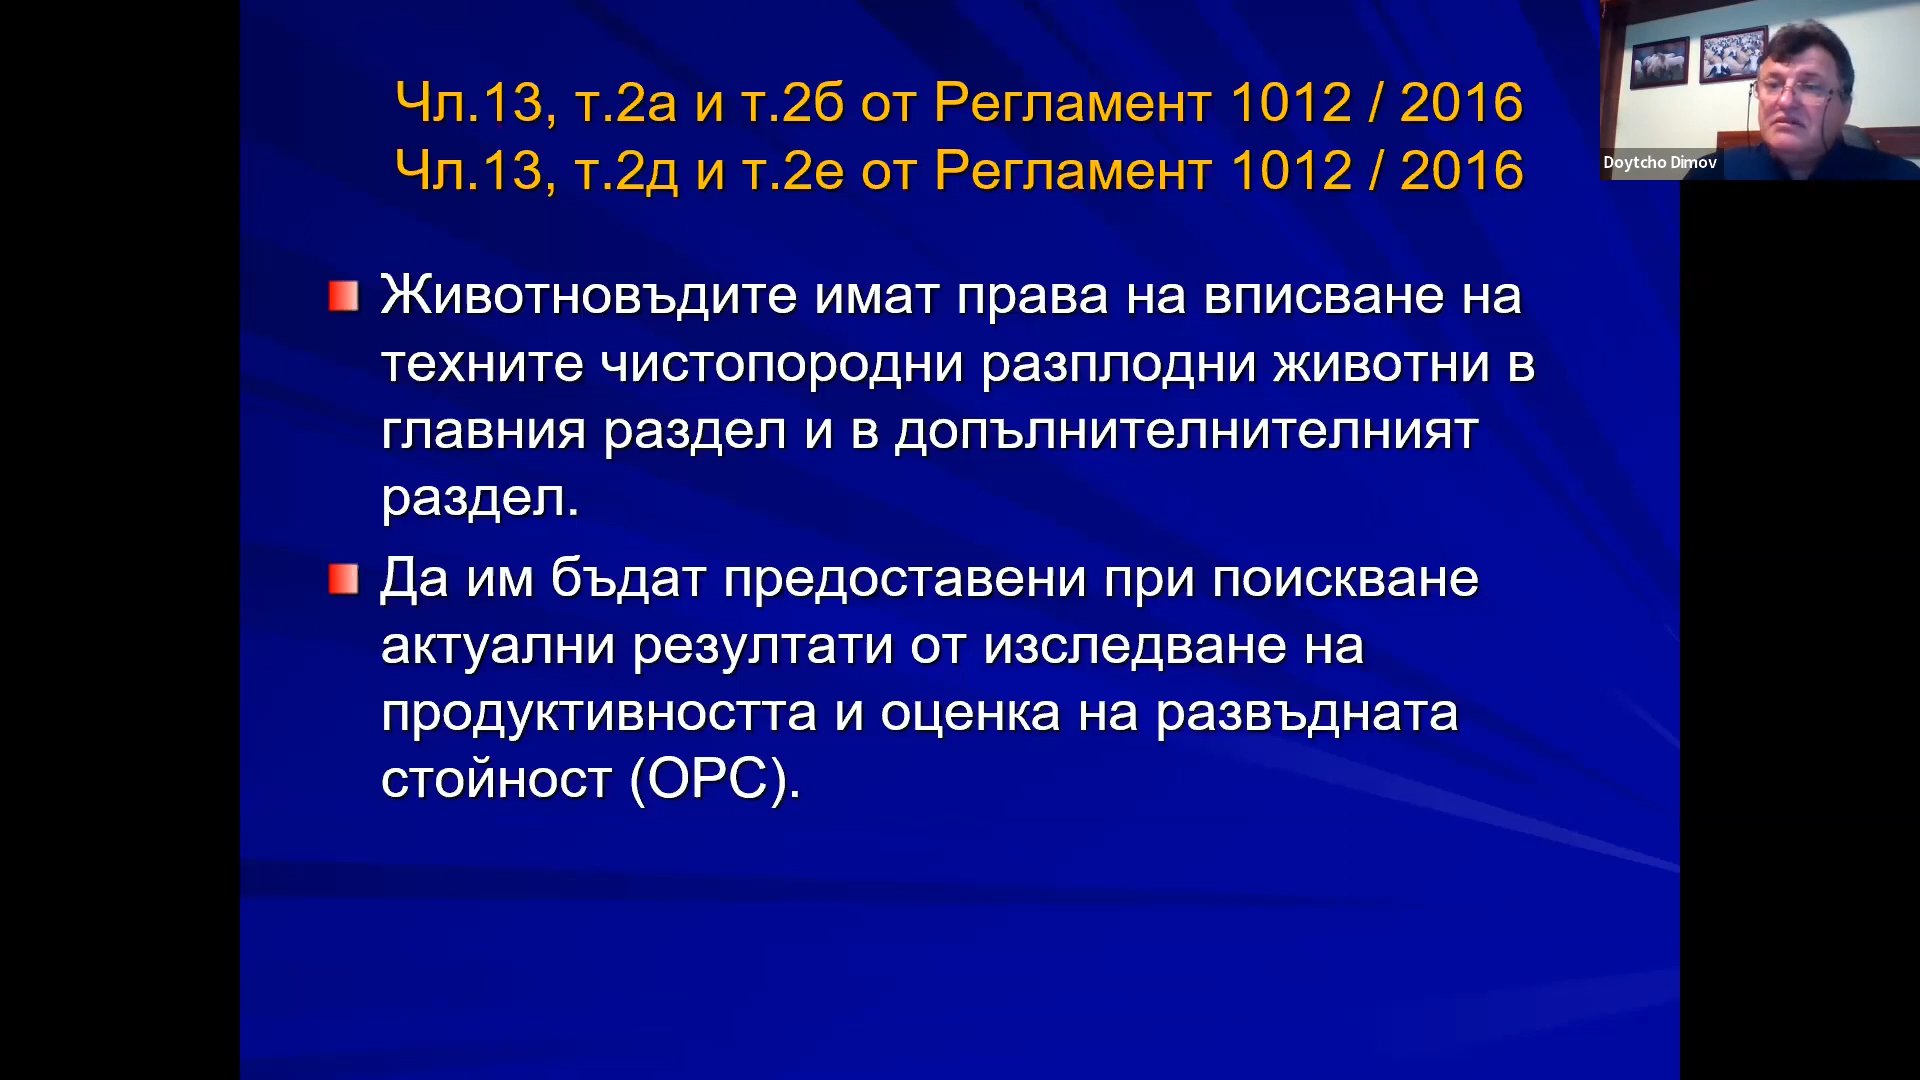 Чл.13, т.2а и т.2б от Регламент 1012 / 2016
Чл.13, т.2д и т.2е от Регламент 1012 / 2016
Животновъдите имат права на вписване на
техните чистопородни разплодни животни в
главния раздел и в допълнителнителният
раздел.
Да им бъдат предоставени при поискване
актуални резултати от изследване на
продуктивността и оценка на развъдната
стойност (ОРС).
Doytcho Dimov